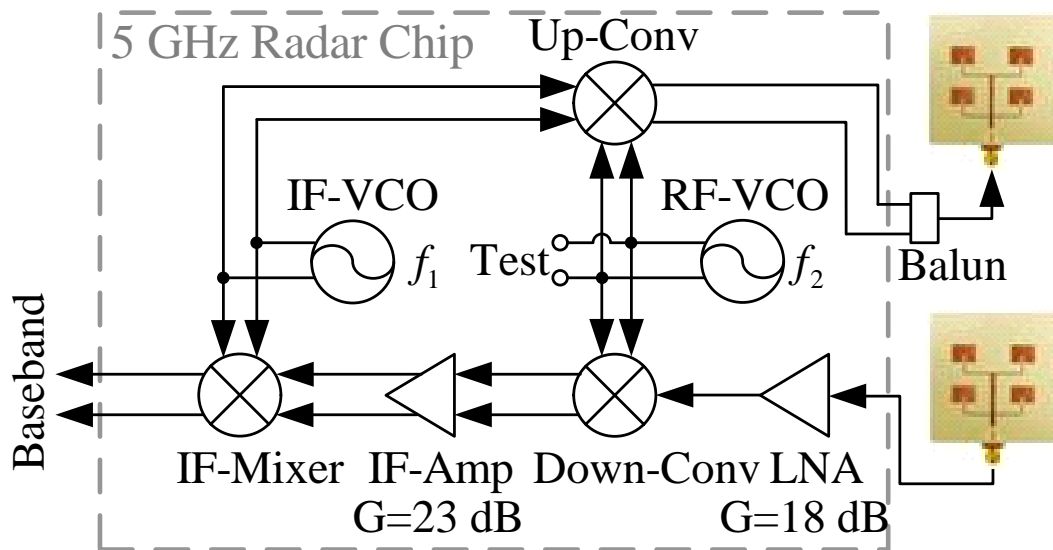 5 GHz Radar Chip
Up-Conv
IF-VCO
RF-VCO
f1
Test
f2
Balun
Baseband
IF-Mixer
IF-Amp
Down-Conv
LNA
G=23 dB
G=18 dB